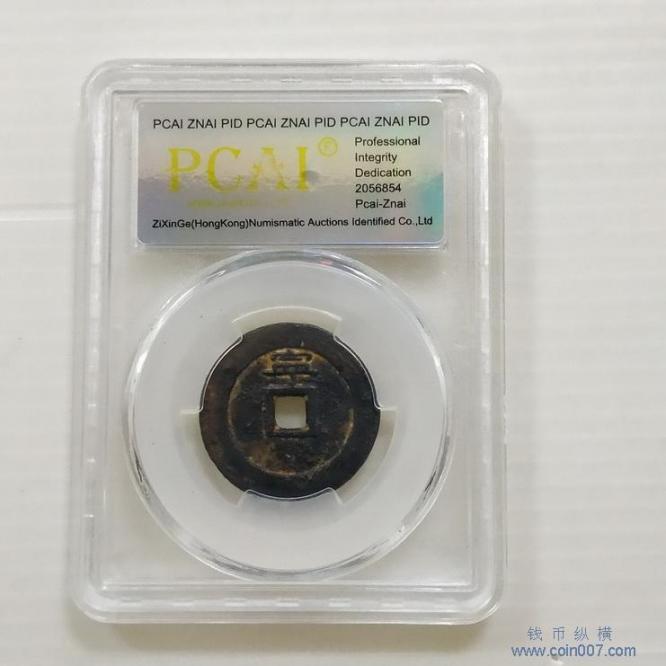 PCAI ZNAI PID PCAI ZNAI PID PCAI ZNAI PID
PCAI®
Professional
Integrity
Dedication
2056854
Pcai-Znai
ZiXinGe(HongKong)Numismatic Auctions Identified Co.,Ltd
钱币纵横
www.coin007.com